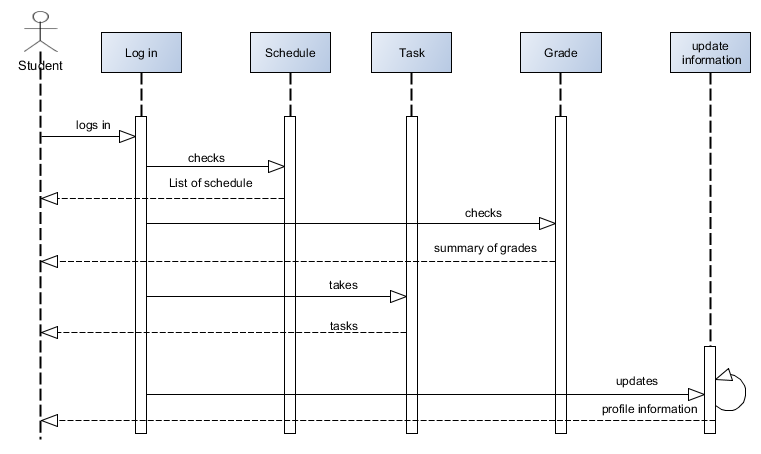 Student
Log in
Schedule
Task
Grade
update
information
logs in
checks
List of schedule
checks
summary of grades
takes
tasks
updates
profile information